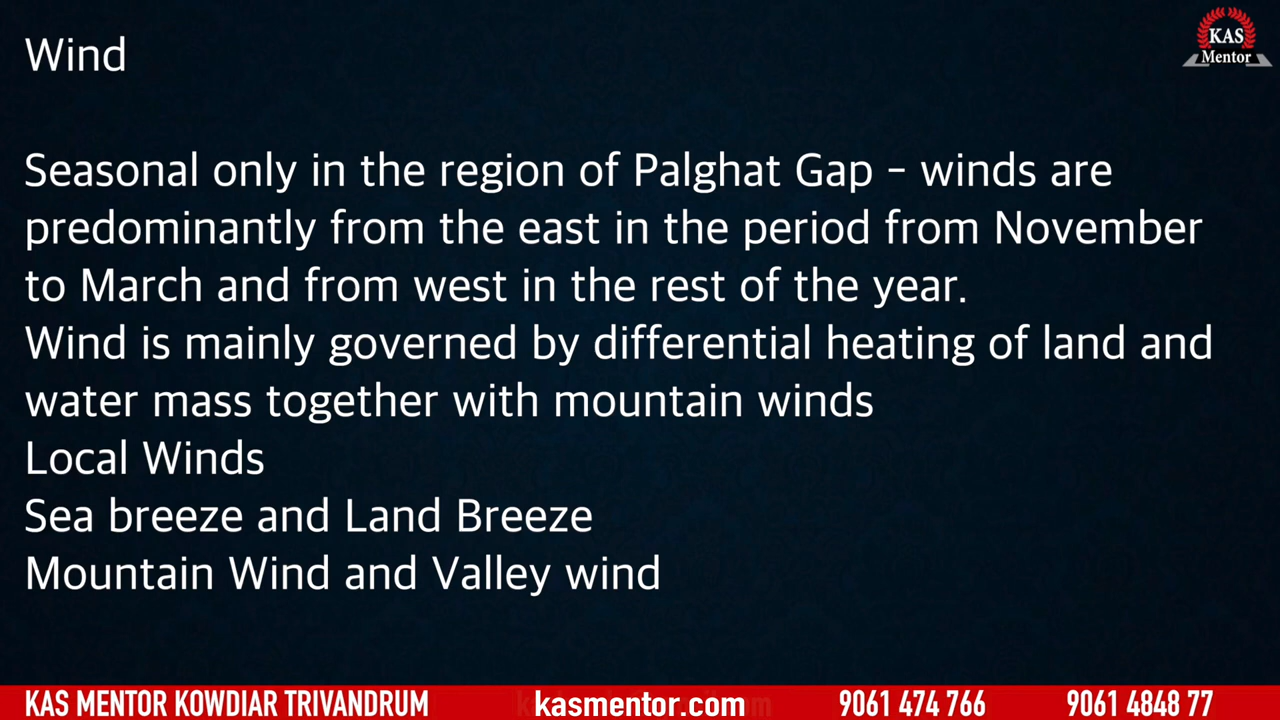 Wind
KAS
Mentor
Seasonal only in the region of Palghat Gap – winds are
predominantly from the east in the period from November
to March and from west in the rest of the year.
Wind is mainly governed by differential heating of land and
water mass together with mountain winds
Local Winds
Sea breeze and Land Breeze
Mountain Wind and Valley wind
KAS MENTOR KOWDIAR TRIVANDRUM kasmentor.com 9061 474 766 9061 4848 77